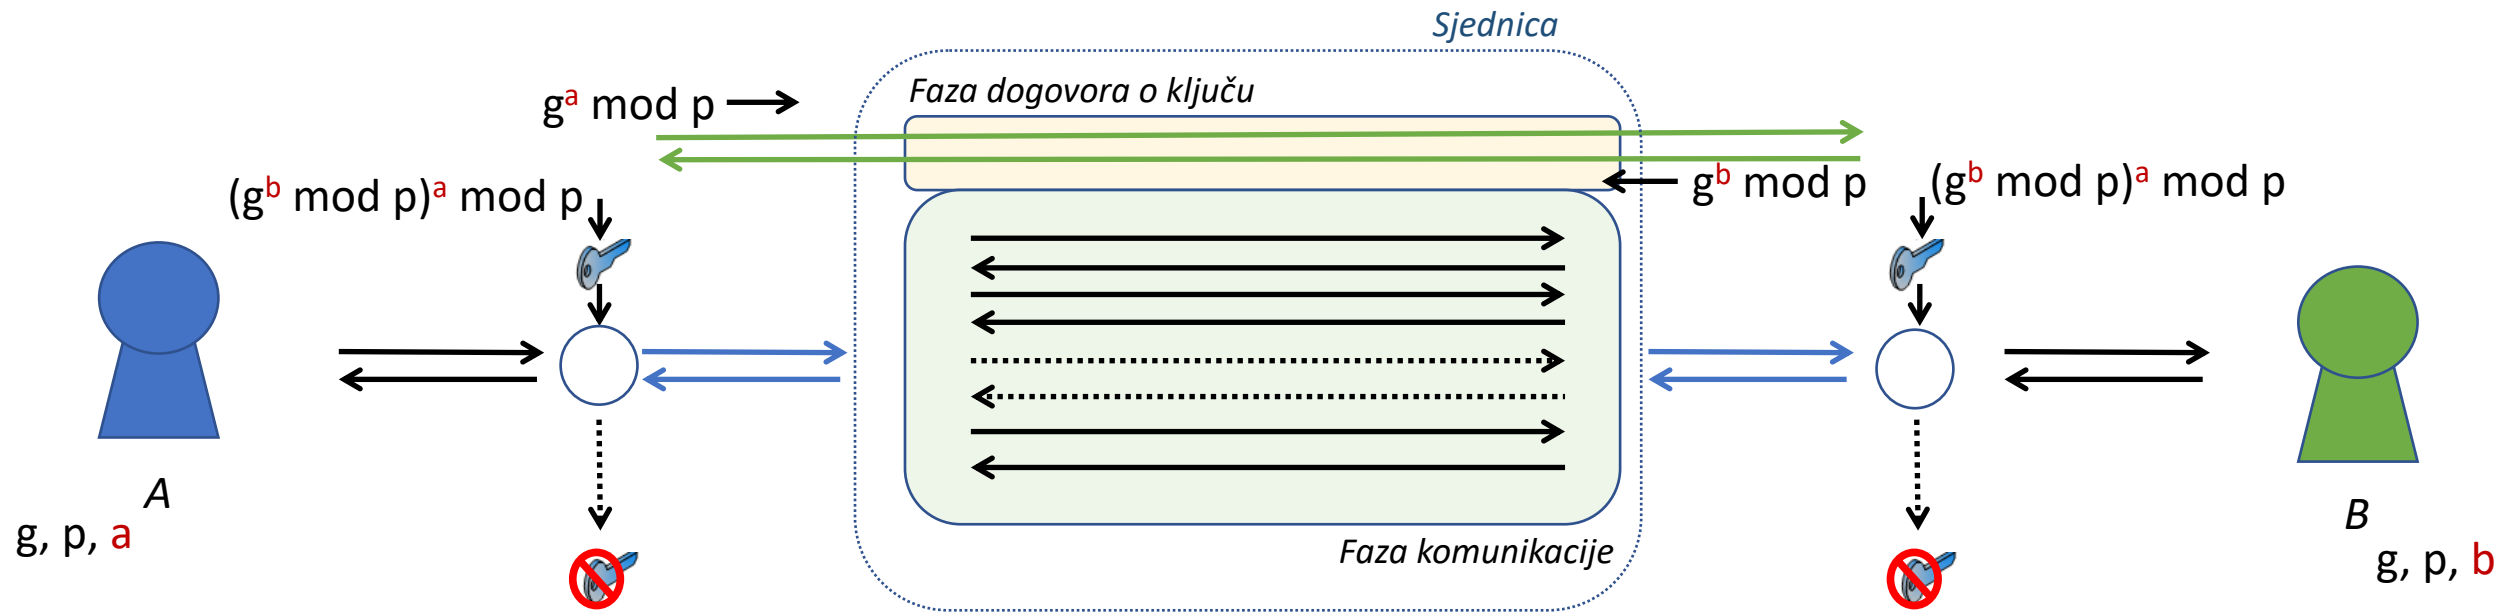 Sjednica
Faza dogovora o ključu
gᵃ mod p
(gᵇ mod p)ᵃ mod p
gᵇ mod p
(gᵇ mod p)ᵃ mod p
A
g, p, a
B
g, p, b
Faza komunikacije